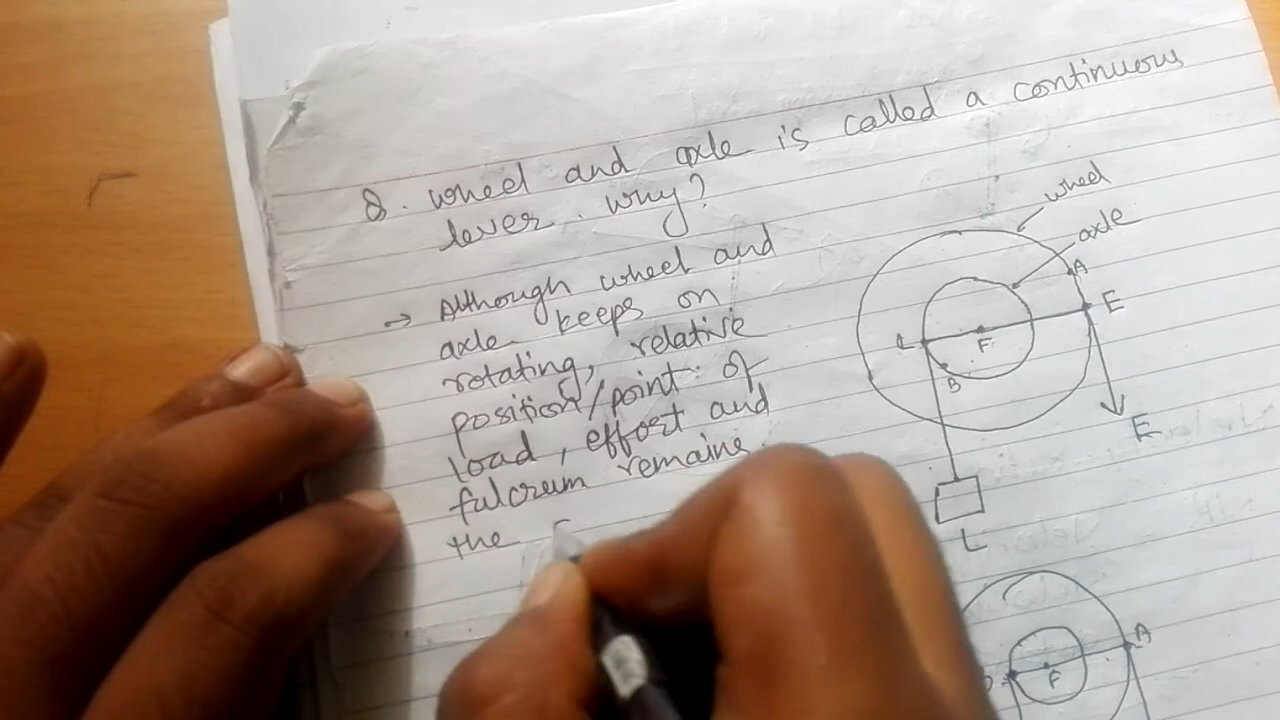 Q. wheel and axle is called a continuous
lever. why?
→ Although wheel and
axle keeps on
rotating, relative
position/point of
load, effort and
fulcrum remains
the
wheel
axle
A
E
L
F
B
E
L
A
F